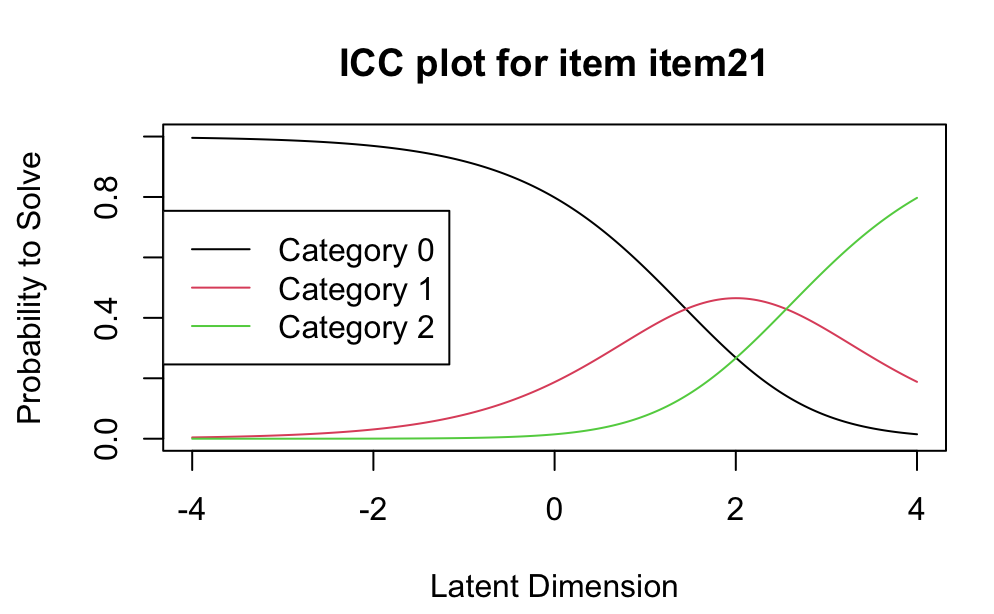 ICC plot for item item21
Probability to Solve
0.8
0.4
0.0
Category 0
Category 1
Category 2
-4 -2 0 2 4
Latent Dimension